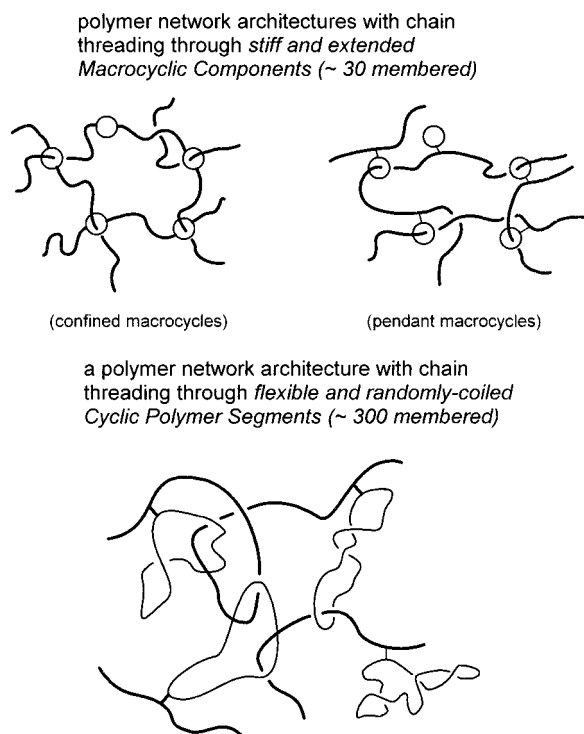 polymer network architectures with chain
threading through stiff and extended
Macrocyclic Components (~ 30 membered)
(confined macrocycles)
(pendant macrocycles)
a polymer network architecture with chain
threading through flexible and randomly-coiled
Cyclic Polymer Segments (~ 300 membered)